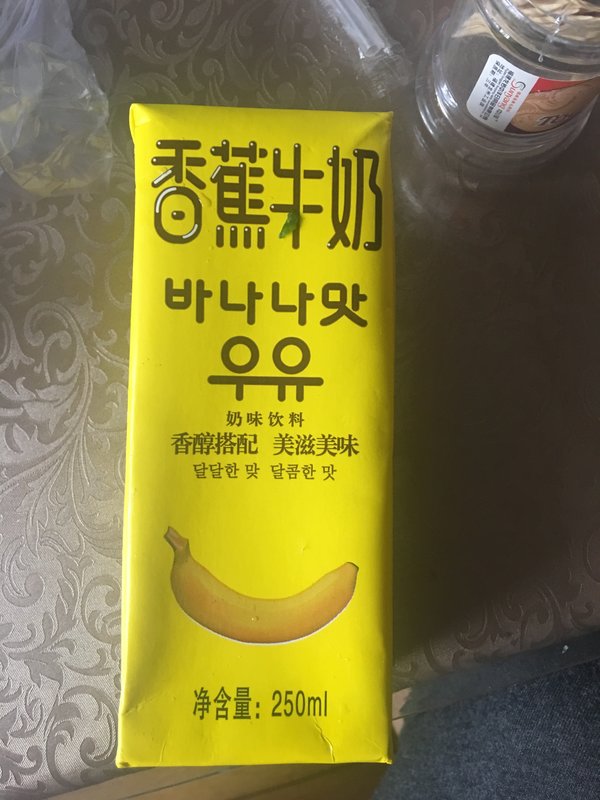 香蕉牛奶
바나나맛
우유
奶味饮料
香醇搭配 美滋美味
달달한 맞 달콤한 맛
净含量：250ml